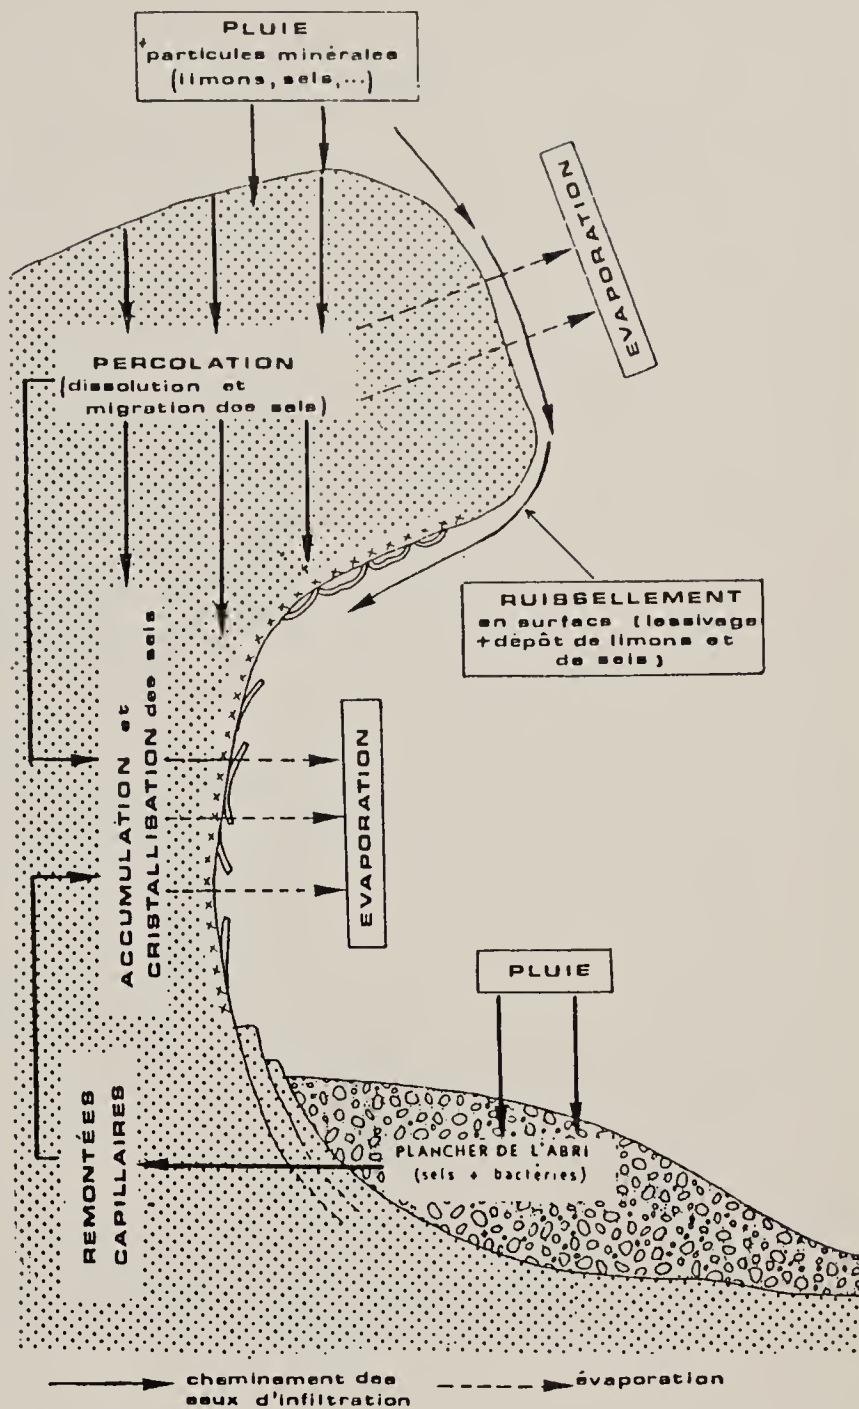 PLUIE
+ particules minérales
(limons, sels, ...)
EVAPORATION
PERCOLATION
(dissolution et
migration des sels)
RUISSELLEMENT
en surface (lessivage
+ dépôt de limons et
de sels)
ACCUMULATION et
CRISTALLISATION des sels
EVAPORATION
PLUIE
PLANCHER DE L'ABRI
(sels + bactéries)
REMONTÉES
CAPILLAIRES
cheminement des
eaux d'infiltration
évaporation